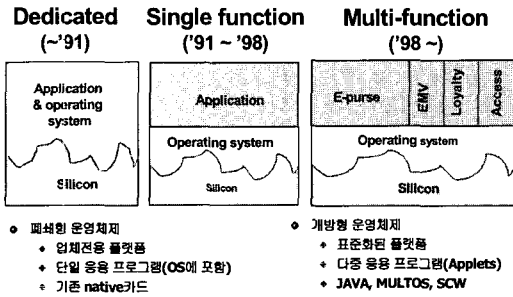 Dedicated
(~'91)
Single function
('91 ~ '98)
Multi-function
('98 ~)
Application
& operating
system
Silicon
Application
Operating system
Silicon
E-purse
EMV
Loyalty
Access
Operating system
Silicon
폐쇄형 운영체제
업체전용 플랫폼
단일 응용 프로그램(OS에 포함)
기존 native카드
개방형 운영체제
표준화된 플랫폼
다중 응용 프로그램(Applets)
JAVA, MULTOS, SCW